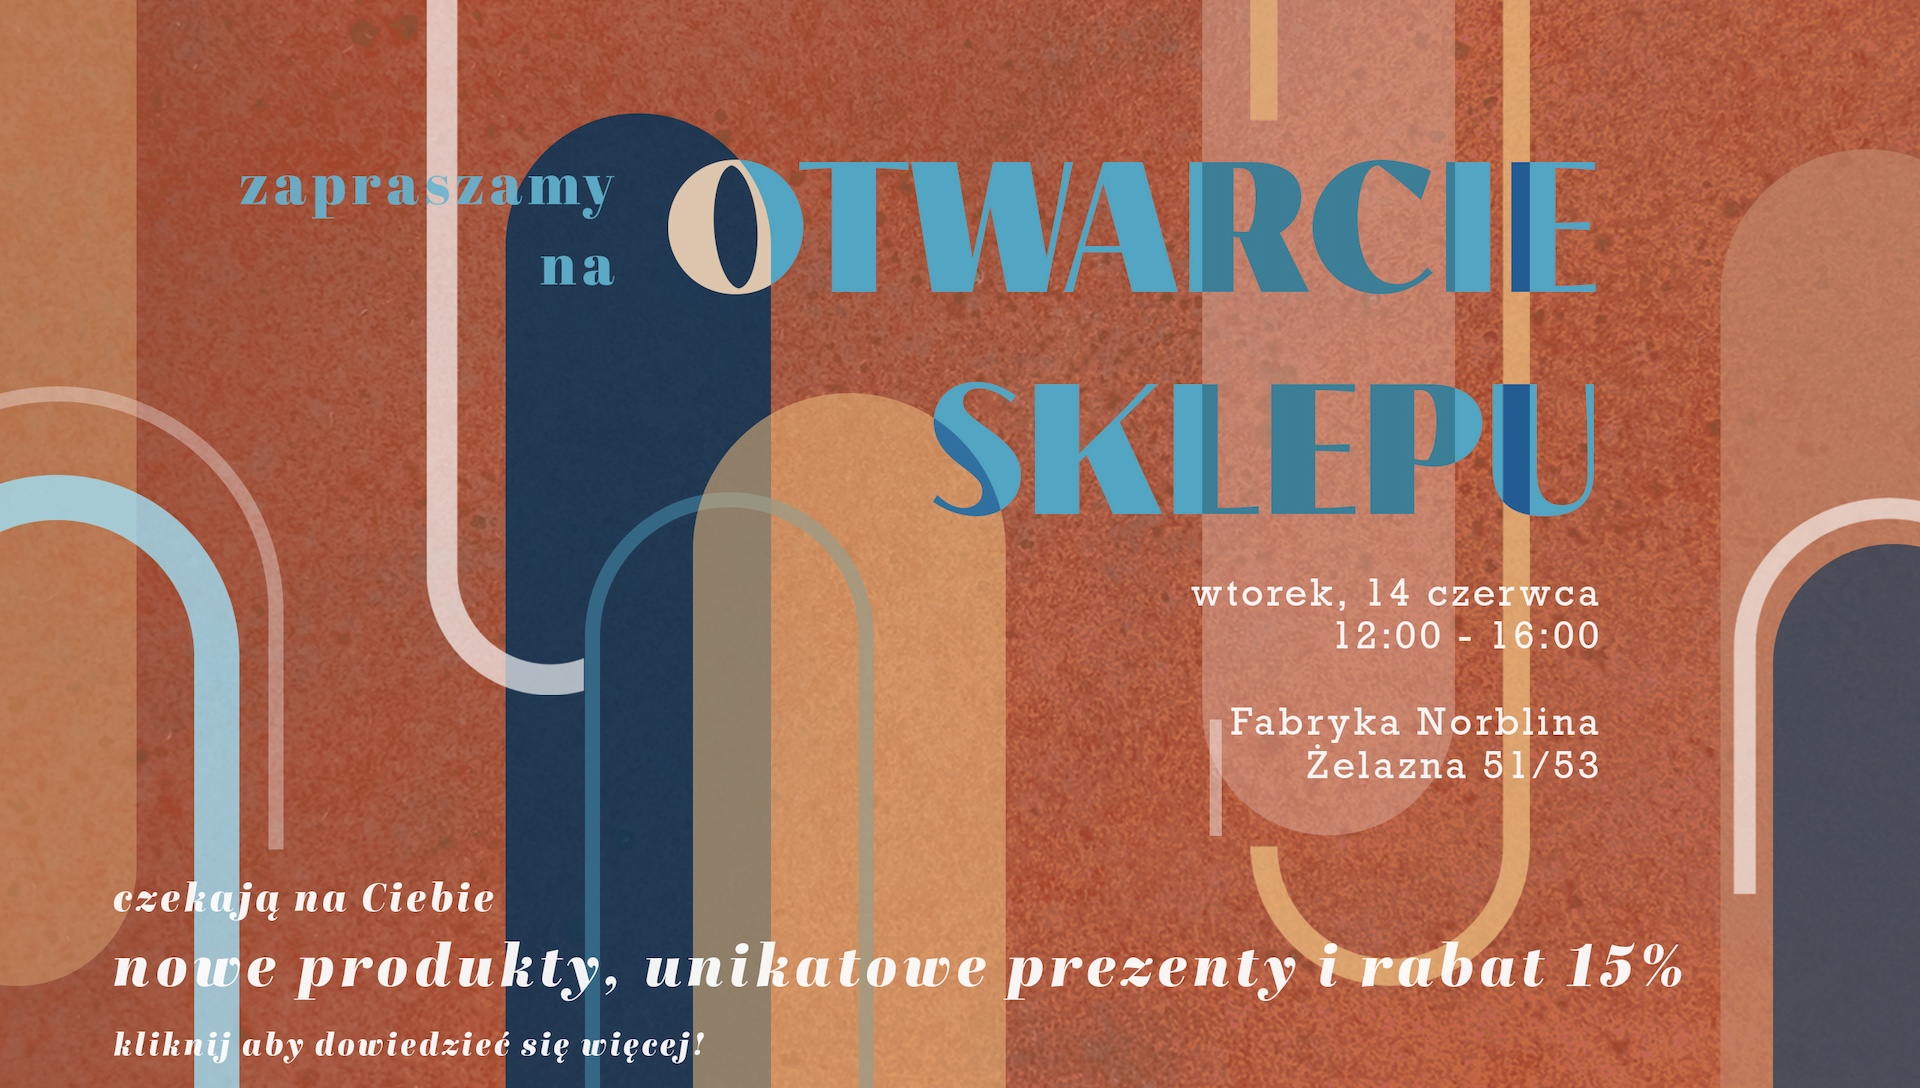 zapraszamy
na
OTWARCIE
SKLEPU
wtorek, 14 czerwca
12:00 - 16:00
Fabryka Norblina
Żelazna 51/53
czekają na Ciebie
nowe produkty, unikatowe prezenty i rabat 15%
kliknij aby dowiedzieć się więcej!